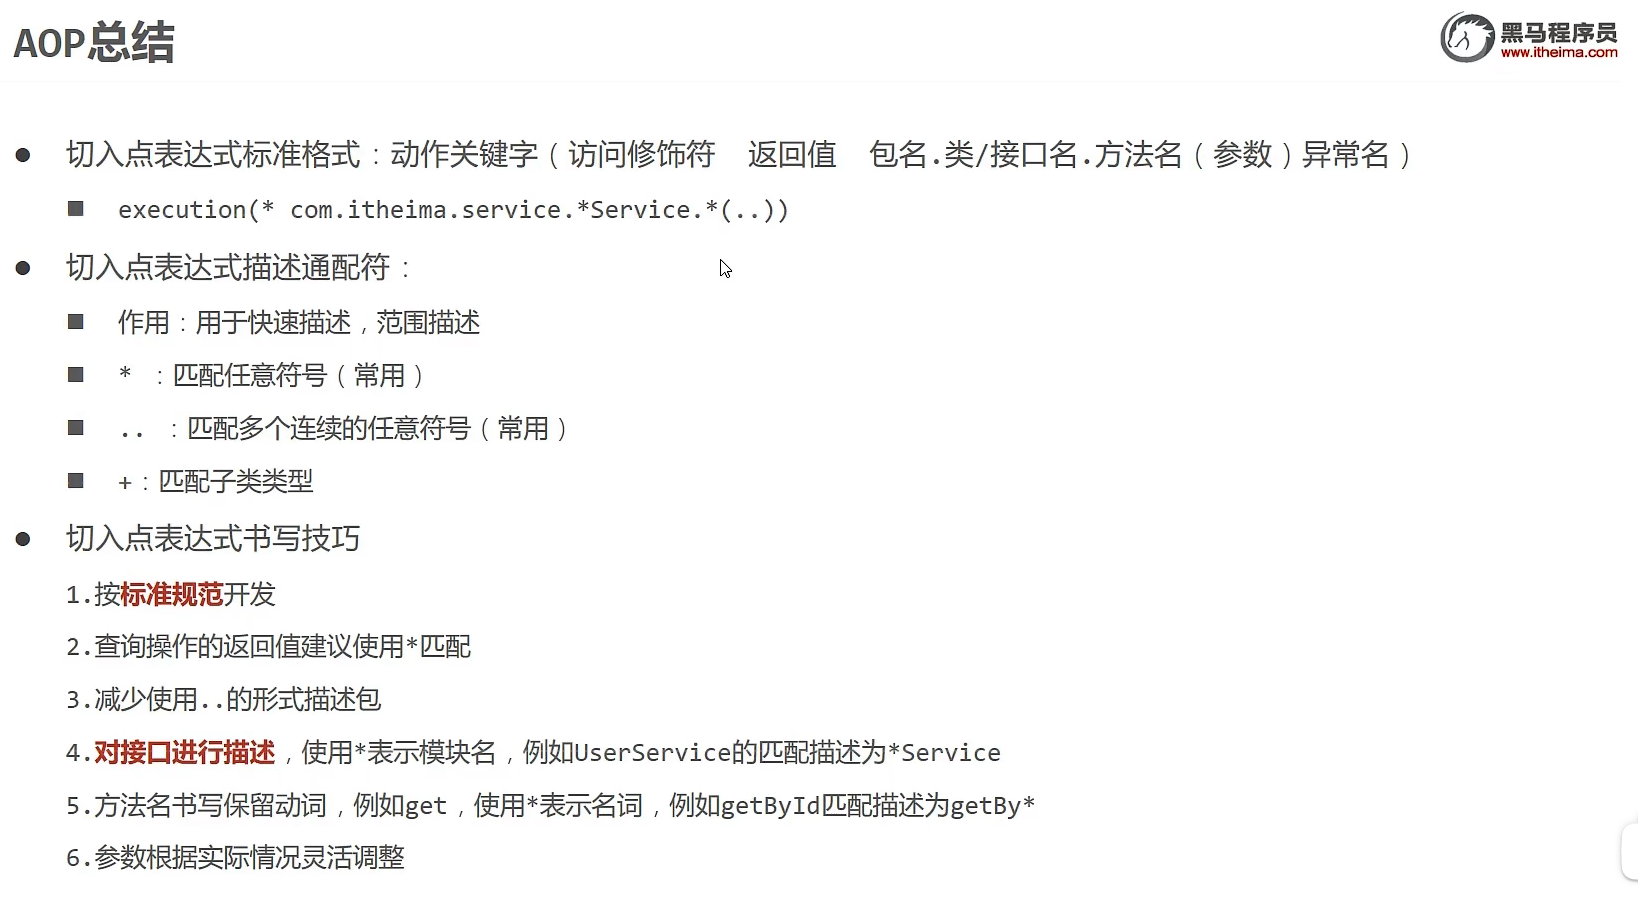 AOP总结
黑马程序员
www.itheima.com
● 切入点表达式标准格式：动作关键字（访问修饰符  返回值  包名.类/接口名.方法名（参数）异常名）
■ execution(* com.itheima.service.*Service.*(..))
● 切入点表达式描述通配符：
■ 作用：用于快速描述，范围描述
■ * ：匹配任意符号（常用）
■ .. ：匹配多个连续的任意符号（常用）
■ +：匹配子类类型
● 切入点表达式书写技巧
1.按标准规范开发
2.查询操作的返回值建议使用*匹配
3.减少使用..的形式描述包
4.对接口进行描述，使用*表示模块名，例如UserService的匹配描述为*Service
5.方法名书写保留动词，例如get，使用*表示名词，例如getById匹配描述为getBy*
6.参数根据实际情况灵活调整